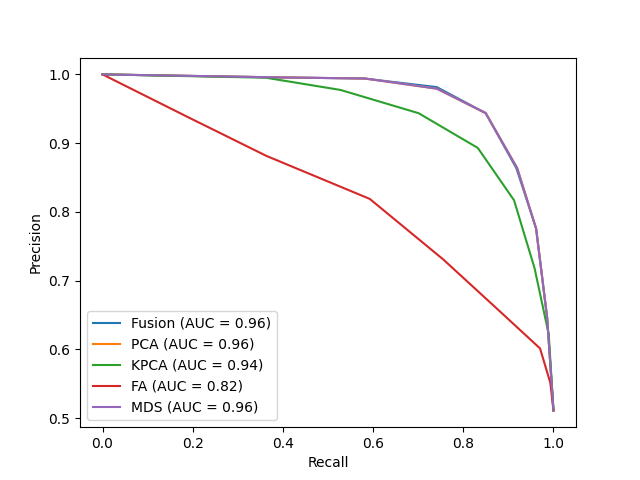 1.0
0.9
0.8
0.7
0.6
0.5
Precision
Fusion (AUC = 0.96)
PCA (AUC = 0.96)
KPCA (AUC = 0.94)
FA (AUC = 0.82)
MDS (AUC = 0.96)
0.0 0.2 0.4 0.6 0.8 1.0
Recall